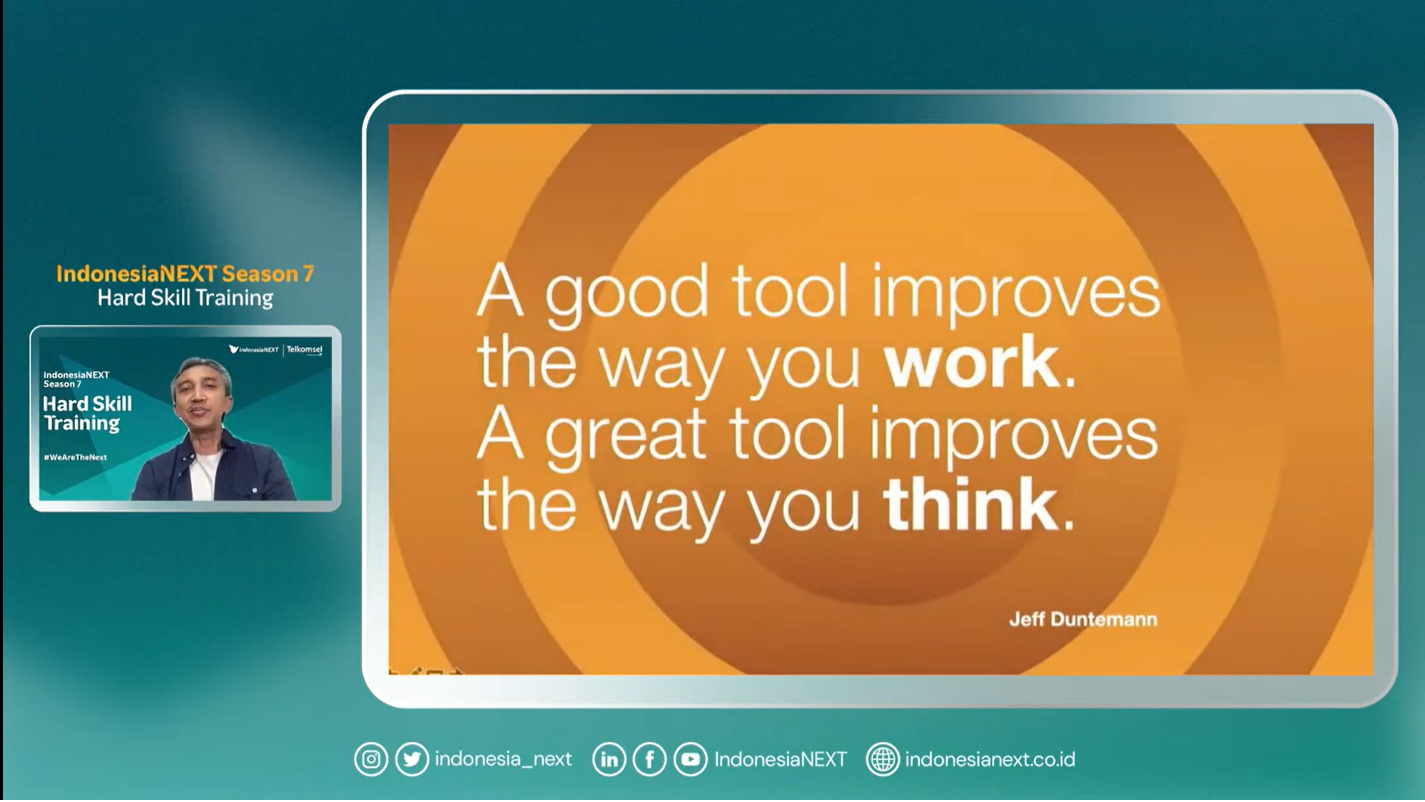 IndonesiaNEXT Season 7
Hard Skill Training
IndonesiaNEXT
Telkomsel
IndonesiaNEXT
Season 7
Hard Skill
Training
#WeAreTheNext
A good tool improves
the way you work.
A great tool improves
the way you think.
Jeff Duntemann
indonesia_next
IndonesiaNEXT
indonesianext.co.id